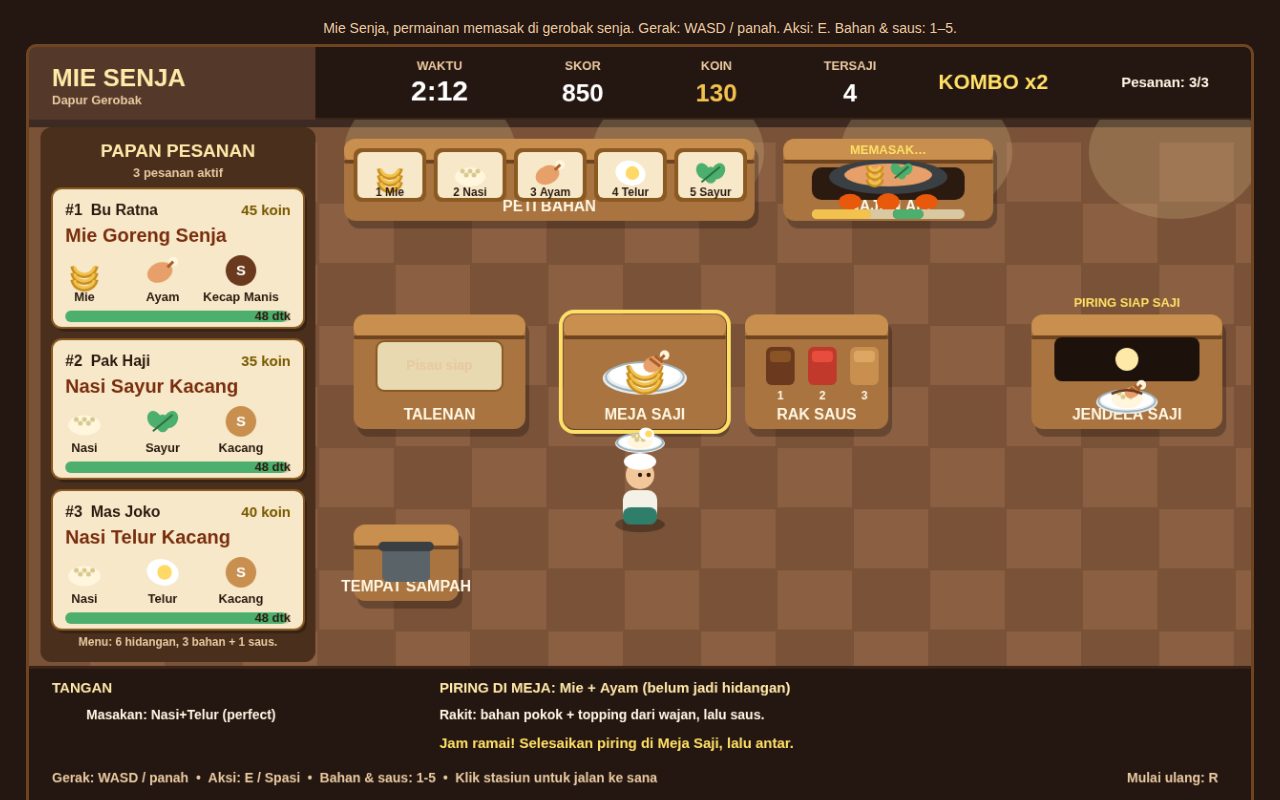 Mie Senja, permainan memasak di gerobak senja. Gerak: WASD / panah. Aksi: E. Bahan & saus: 1–5.
MIE SENJA
Dapur Gerobak
WAKTU
2:12
SKOR
850
KOIN
130
TERSAJI
4
KOMBO x2
Pesanan: 3/3
PAPAN PESANAN
3 pesanan aktif
#1 Bu Ratna 45 koin
Mie Goreng Senja
S
Mie Ayam Kecap Manis
48 dtk
#2 Pak Haji 35 koin
Nasi Sayur Kacang
S
Nasi Sayur Kacang
48 dtk
#3 Mas Joko 40 koin
Nasi Telur Kacang
S
Nasi Telur Kacang
48 dtk
Menu: 6 hidangan, 3 bahan + 1 saus.
1 Mie 2 Nasi 3 Ayam 4 Telur 5 Sayur
PETI BAHAN
MEMASAK...
PIRING SIAP SAJI
Pisau siap
TALENAN
MEJA SAJI
1 2 3
RAK SAUS
JENDELA SAJI
TEMPAT SAMPAH
TANGAN
Masakan: Nasi+Telur (perfect)
PIRING DI MEJA: Mie + Ayam (belum jadi hidangan)
Rakit: bahan pokok + topping dari wajan, lalu saus.
Jam ramai! Selesaikan piring di Meja Saji, lalu antar.
Gerak: WASD / panah • Aksi: E / Spasi • Bahan & saus: 1-5 • Klik stasiun untuk jalan ke sana
Mulai ulang: R